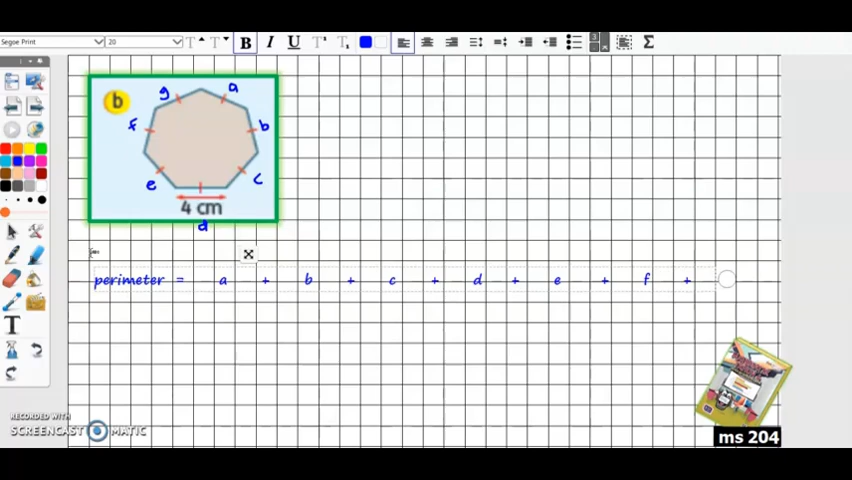 Segoe Print 20 B I U
b
g a
f b
e c
4 cm
d
perimeter = a + b + c + d + e + f +
RECORDED WITH
SCREENCAST MATIC
ms 204